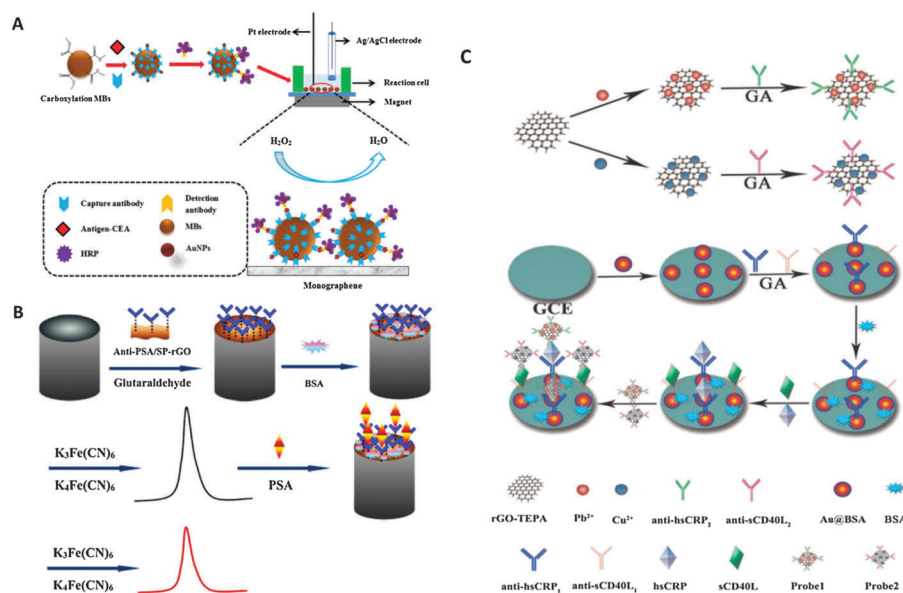 A
Pt electrode
Ag/AgCl electrode
Reaction cell
Magnet
Carboxylation MBs
H₂O₂
H₂O
Capture antibody
Detection antibody
Antigen-CEA
MBs
HRP
AuNPs
Monographene
B
Anti-PSA/SP-rGO
Glutaraldehyde
BSA
K₃Fe(CN)₆
K₄Fe(CN)₆
PSA
K₃Fe(CN)₆
K₄Fe(CN)₆
C
GA
GA
GCE
GA
rGO-TEPA
Pb²⁺
Cu²⁺
anti-hsCRP₂
anti-sCD40L₂
Au@BSA
BSA
anti-hsCRP₁
anti-sCD40L₁
hsCRP
sCD40L
Probe1
Probe2